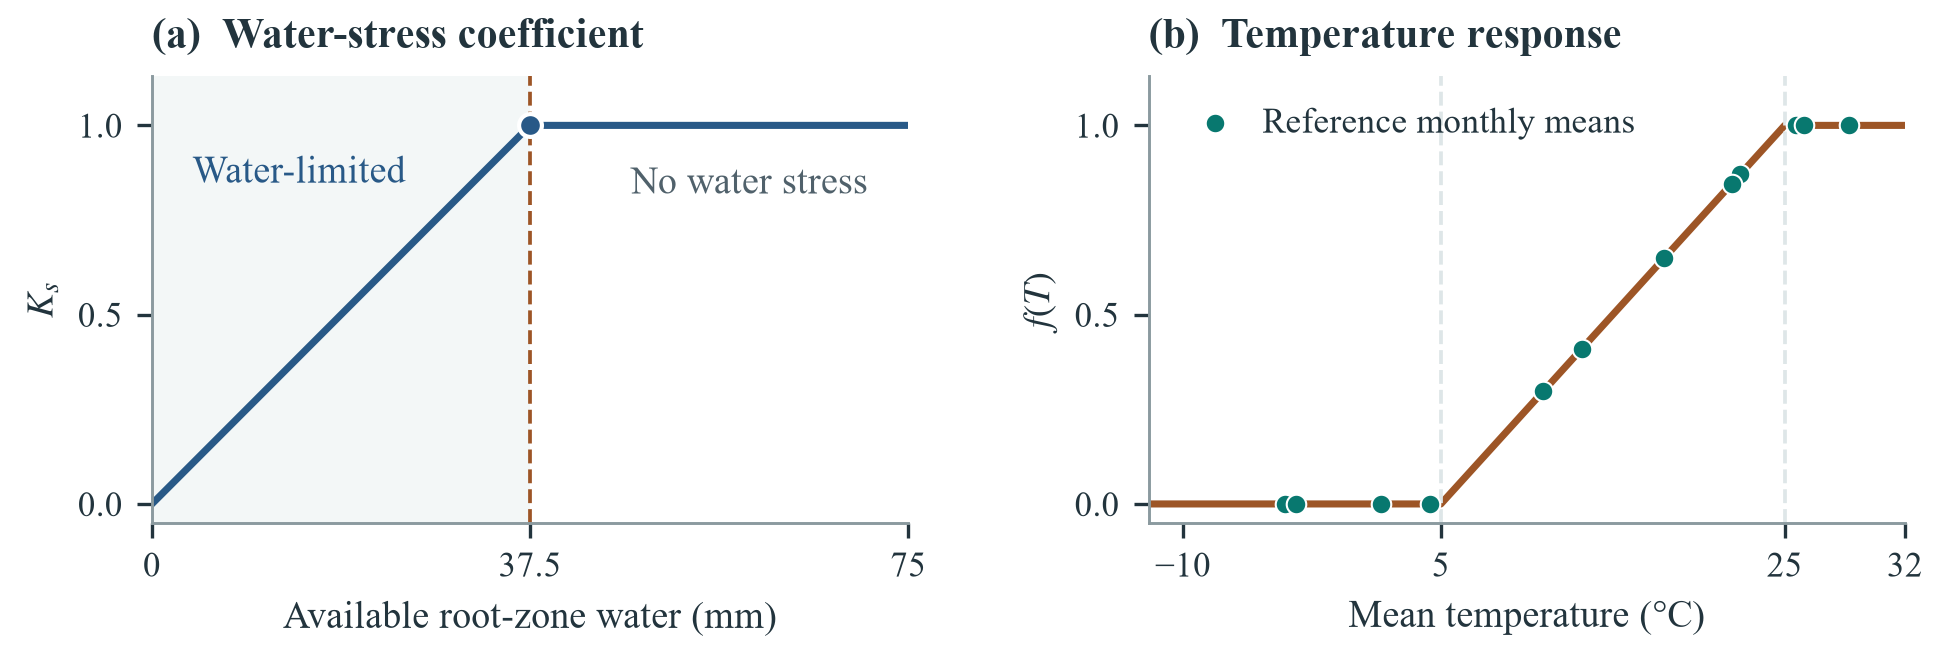 (a) Water-stress coefficient
1.0
0.5
0.0
Kₛ
Water-limited
No water stress
0 37.5 75
Available root-zone water (mm)
(b) Temperature response
1.0
0.5
0.0
f(T)
Reference monthly means
−10 5 25 32
Mean temperature (°C)